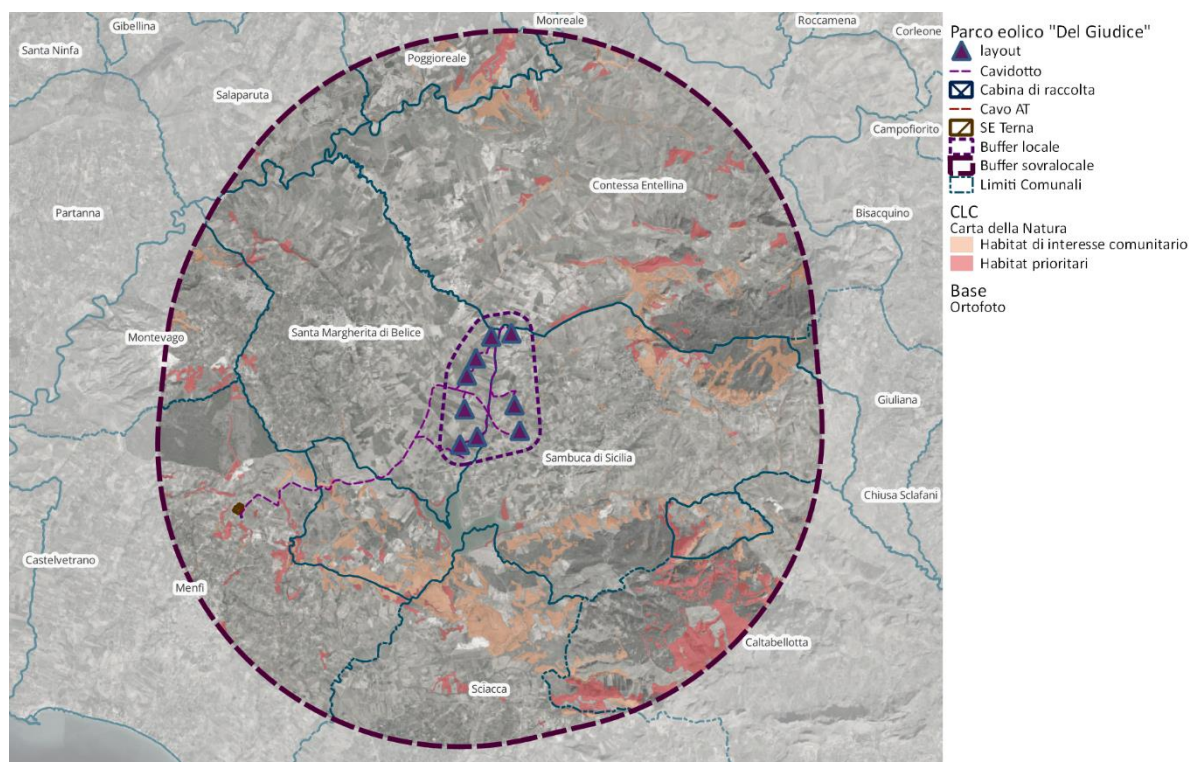 Gibellina
Monreale
Roccamena
Corleone
Santa Ninfa
Poggioreale
Salaparuta
Campofiorito
Contessa Entellina
Partanna
Bisacquino
Montevago
Santa Margherita di Belice
Giuliana
Sambuca di Sicilia
Chiusa Sclafani
Castelvetrano
Menfi
Caltabellotta
Sciacca
Parco eolico "Del Giudice"
layout
Cavidotto
Cabina di raccolta
Cavo AT
SE Terna
Buffer locale
Buffer sovralocale
Limiti Comunali
CLC
Carta della Natura
Habitat di interesse comunitario
Habitat prioritari
Base
Ortofoto